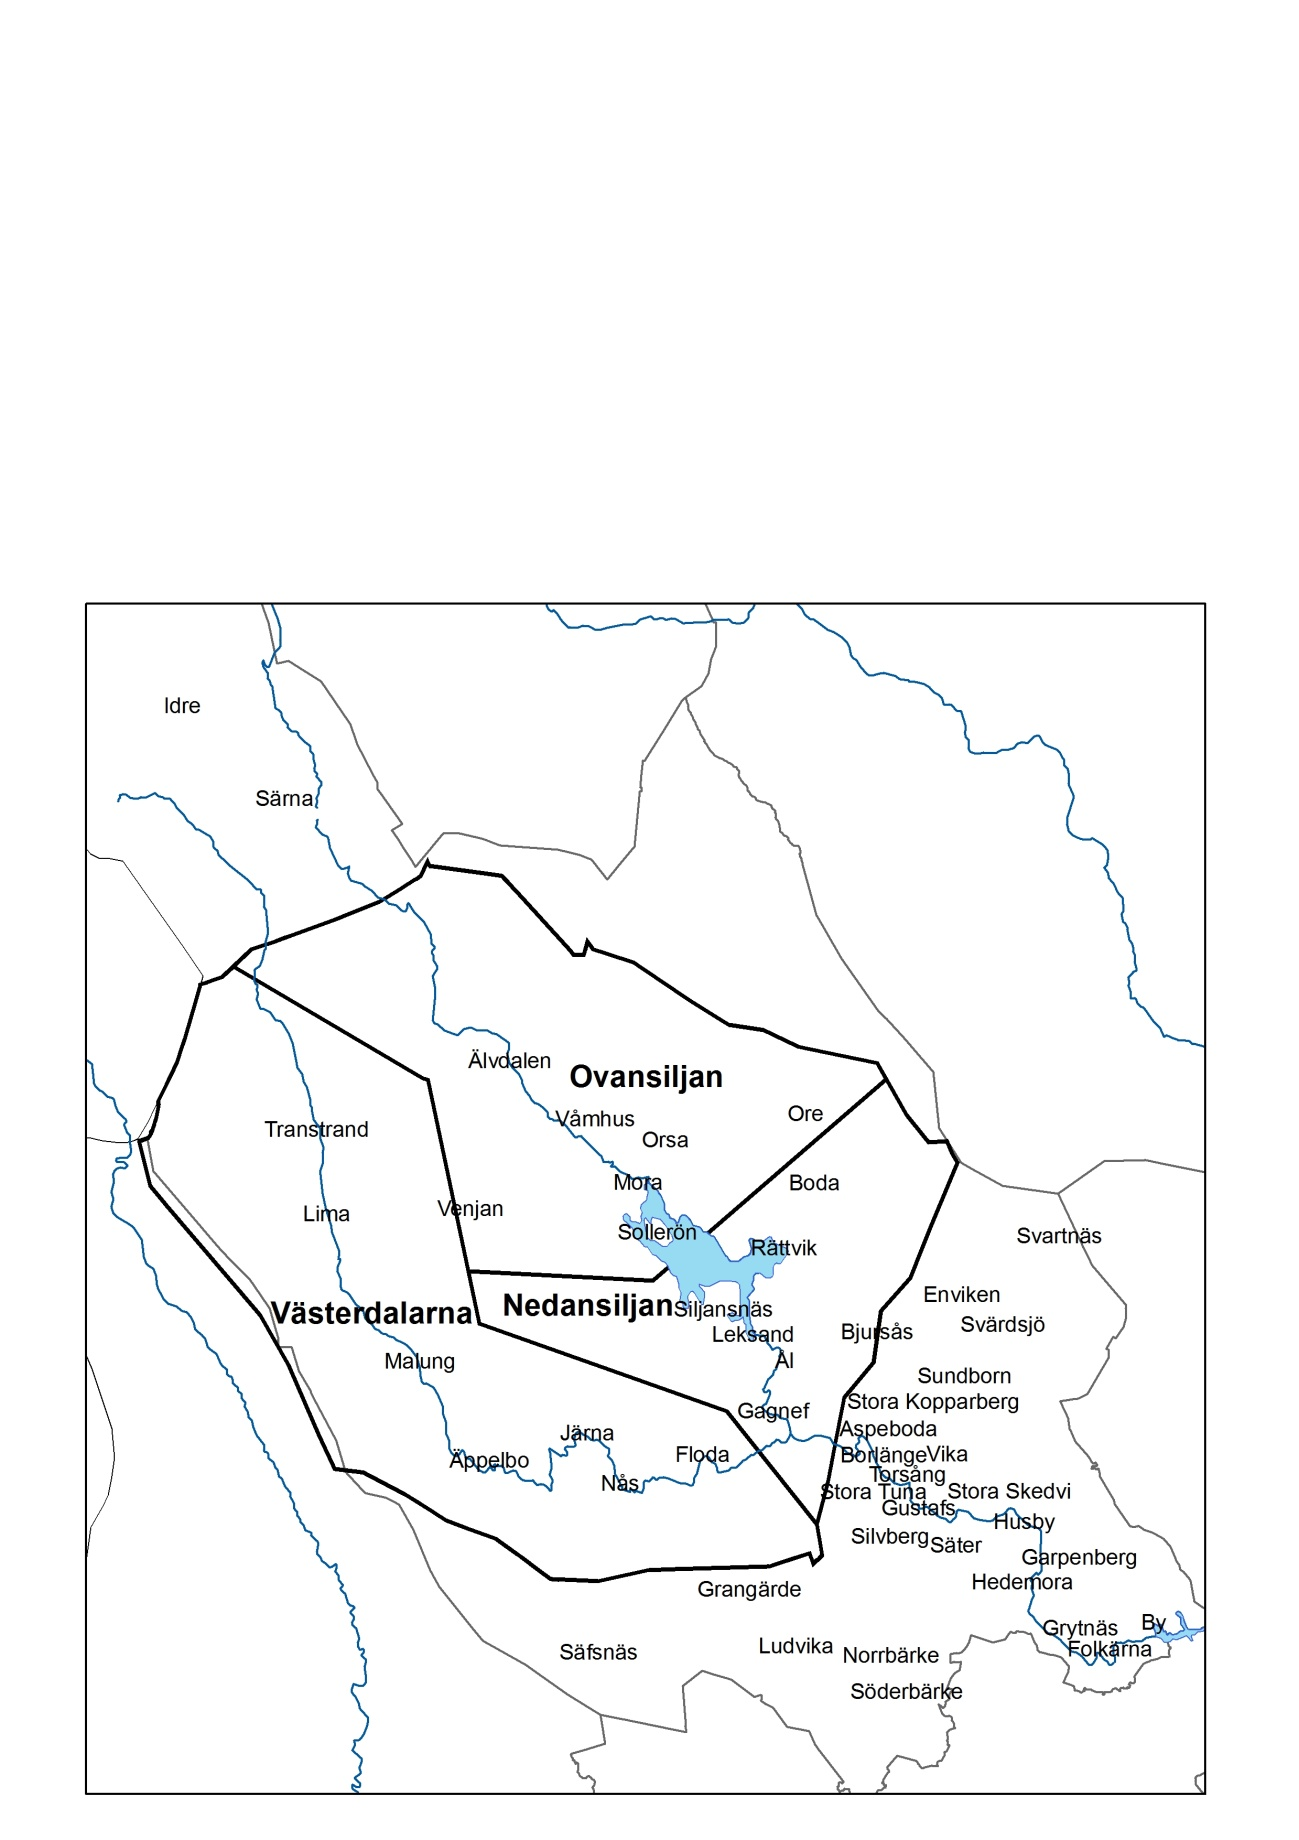 Idre
Särna
Älvdalen
Ovansiljan
Våmhus
Ore
Transtrand
Orsa
Mora
Boda
Venjan
Lima
Sollerön
Rättvik
Svartnäs
Enviken
Västerdalarna
Nedansiljans
Siljansnäs
Svärdsjö
Leksand
Bjursås
Malung
Ål
Sundborn
Stora Kopparberg
Gagnef
Aspeboda
Järna
Floda
Borlänge
Vika
Äppelbo
Torsång
Nås
Stora Tuna
Stora Skedvi
Gustafs
Husby
Silvberg
Säter
Garpenberg
Hedemora
Grangärde
By
Grytnäs
Folkärna
Ludvika
Säfsnäs
Norrbärke
Söderbärke